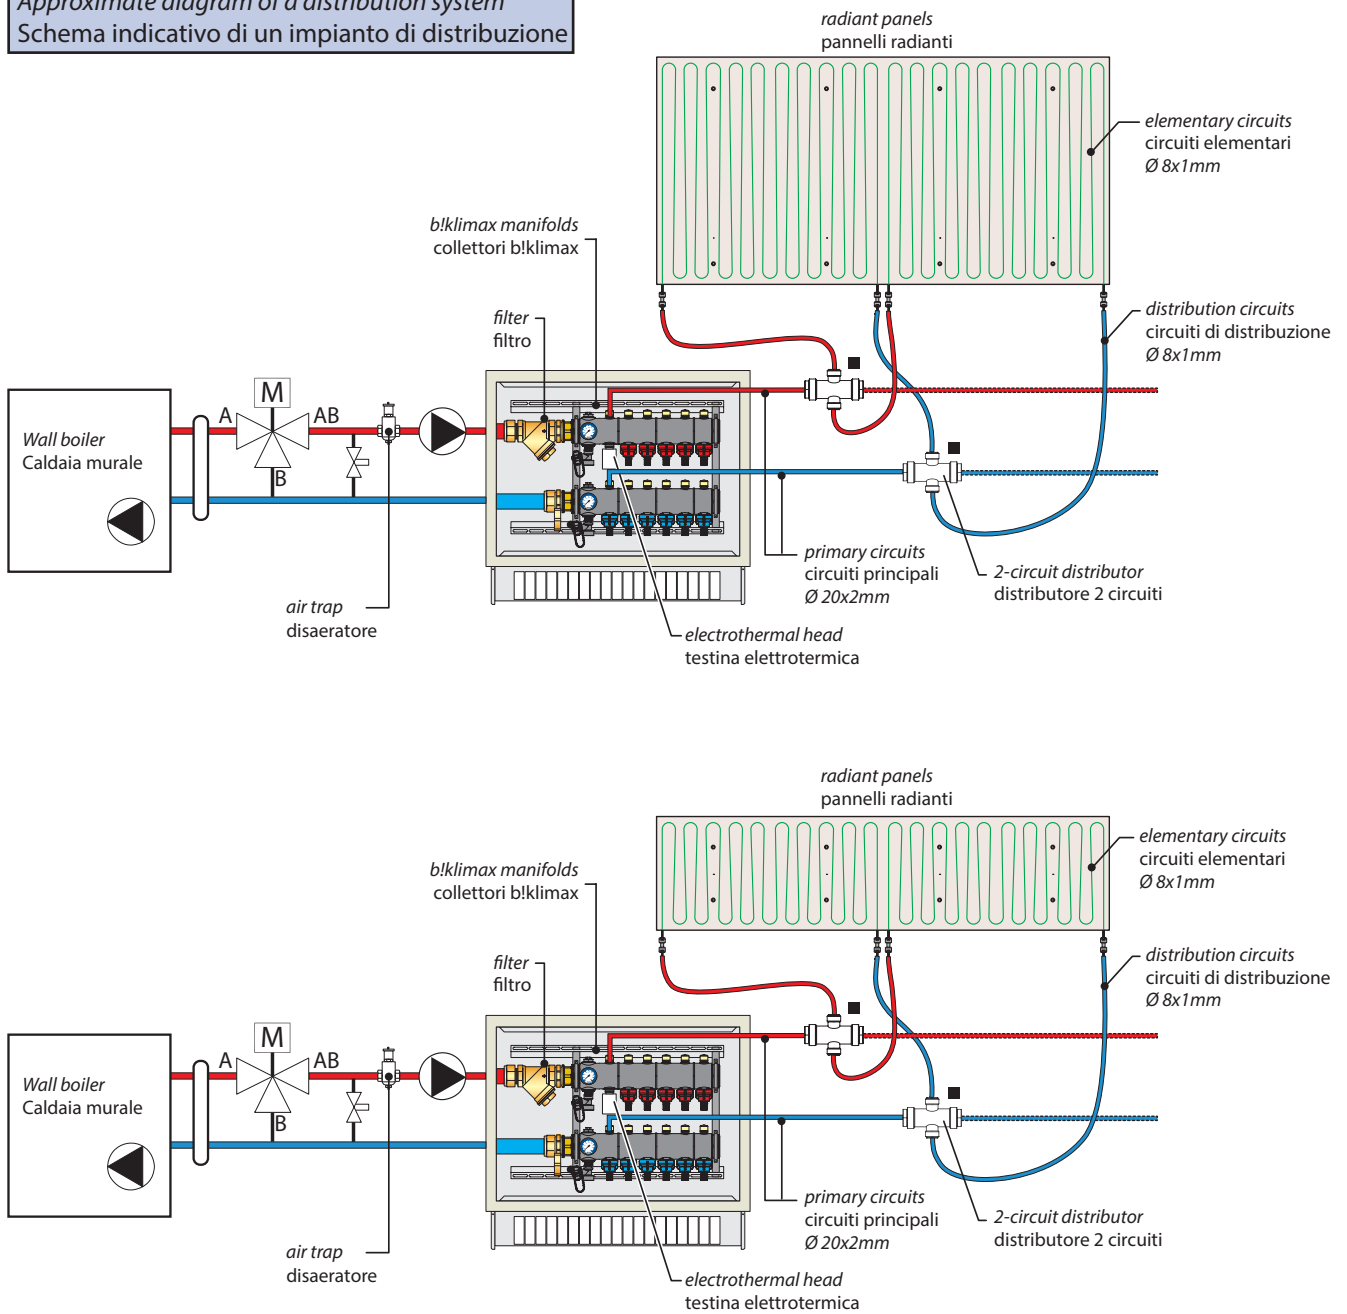 Approximate diagram of a distribution system
Schema indicativo di un impianto di distribuzione
radiant panels
pannelli radianti
elementary circuits
circuiti elementari
Ø 8x1mm
b!klimax manifolds
collettori b!klimax
filter
filtro
distribution circuits
circuiti di distribuzione
Ø 8x1mm
M
A
AB
B
Wall boiler
Caldaia murale
primary circuits
circuiti principali
Ø 20x2mm
2-circuit distributor
distributore 2 circuiti
air trap
disaeratore
electrothermal head
testina elettrotermica
radiant panels
pannelli radianti
elementary circuits
circuiti elementari
Ø 8x1mm
b!klimax manifolds
collettori b!klimax
filter
filtro
distribution circuits
circuiti di distribuzione
Ø 8x1mm
M
A
AB
B
Wall boiler
Caldaia murale
primary circuits
circuiti principali
Ø 20x2mm
2-circuit distributor
distributore 2 circuiti
air trap
disaeratore
electrothermal head
testina elettrotermica